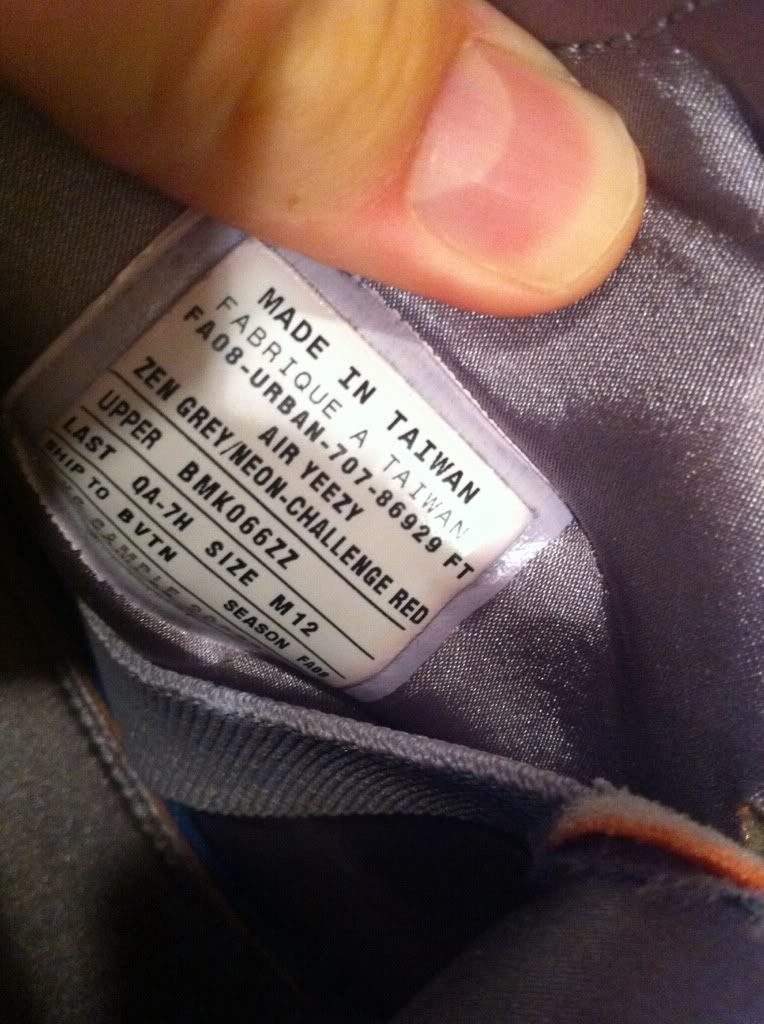 MADE IN TAIWAN
FABRIQUE A TAIWAN
FA08-URBAN-707-86929 FT
AIR YEEZY
ZEN GREY/NEON-CHALLENGE RED
UPPER BMK066ZZ
LAST QA-7H SIZE M12
SHIP TO BVTN SEASON FA08
SAMPLE